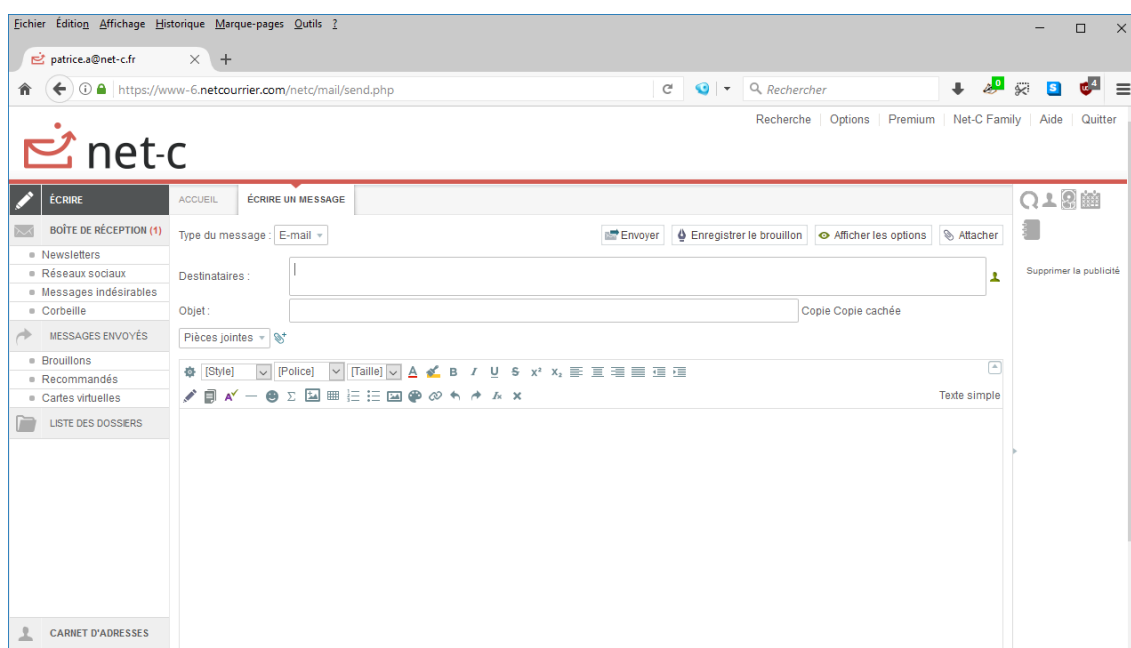 Fichier Édition Affichage Historique Marque-pages Outils ?
patrice.a@net-c.fr
https://www-6.netcourrier.com/netc/mail/send.php
Rechercher
0
S
4
Recherche Options Premium Net-C Family Aide Quitter
net-c
ÉCRIRE
ACCUEIL
ÉCRIRE UN MESSAGE
BOÎTE DE RÉCEPTION (1)
Type du message : E-mail
Envoyer
Enregistrer le brouillon
Afficher les options
Attacher
Newsletters
Réseaux sociaux
Messages indésirables
Corbeille
Destinataires :
Supprimer la publicité
Objet :
Copie Copie cachée
MESSAGES ENVOYÉS
Pièces jointes
Brouillons
Recommandés
Cartes virtuelles
[Style] [Police] [Taille] A B I U S x² x₂
Texte simple
LISTE DES DOSSIERS
CARNET D'ADRESSES